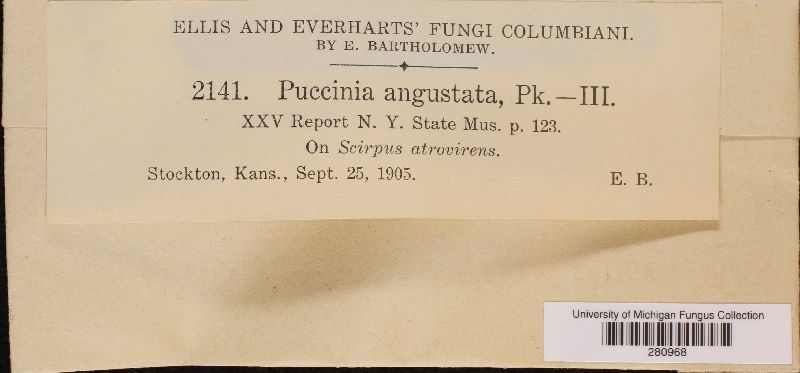 ELLIS AND EVERHARTS' FUNGI COLUMBIANI.
BY E. BARTHOLOMEW.
2141. Puccinia angustata, Pk.—III.
XXV Report N. Y. State Mus. p. 123.
On Scirpus atrovirens.
Stockton, Kans., Sept. 25, 1905. E. B.
University of Michigan Fungus Collection
280968